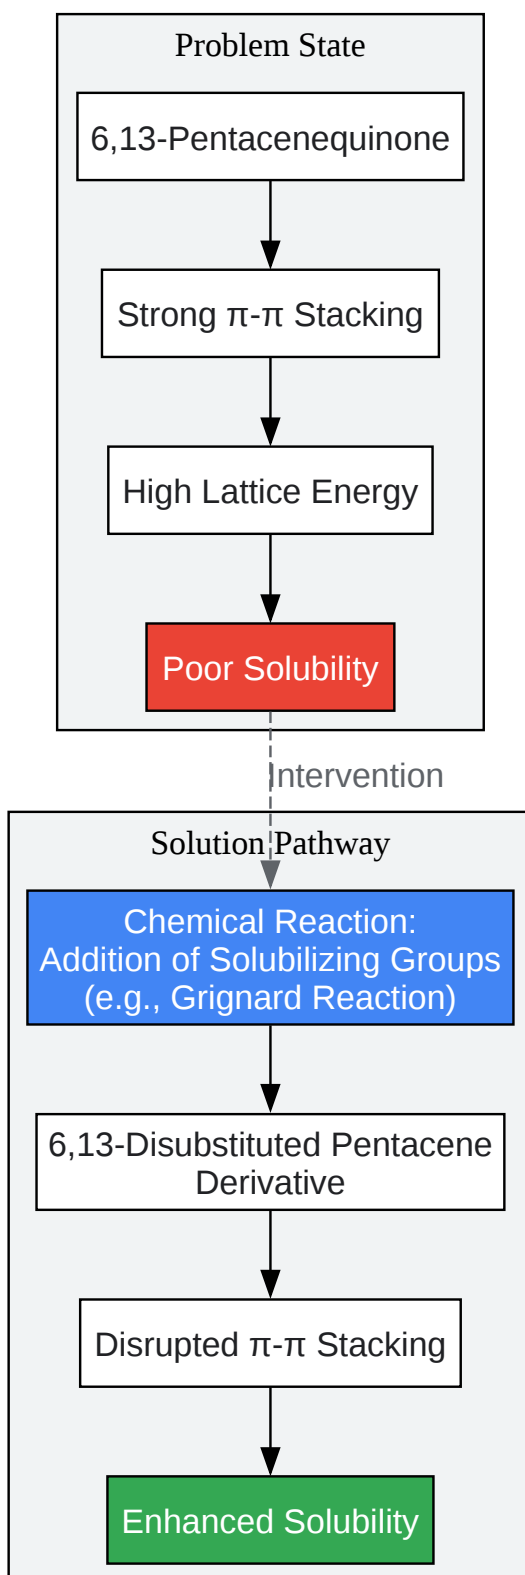 Problem State
6,13-Pentacenequinone
Strong π-π Stacking
High Lattice Energy
Poor Solubility
Intervention
Solution Pathway
Chemical Reaction:
Addition of Solubilizing Groups
(e.g., Grignard Reaction)
6,13-Disubstituted Pentacene
Derivative
Disrupted π-π Stacking
Enhanced Solubility